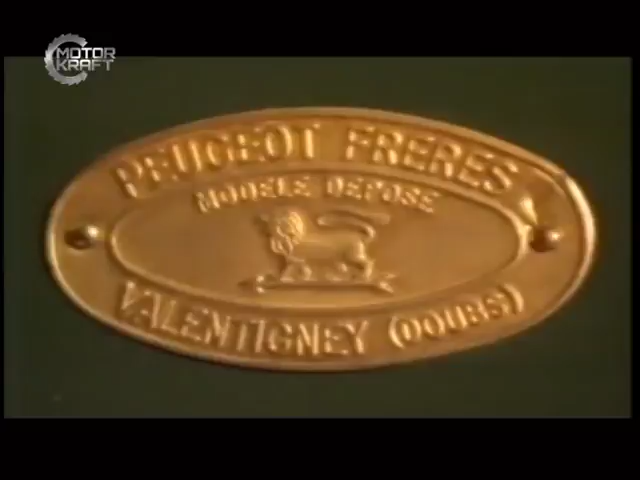 MOTOR
KRAFT
PEUGEOT FRERES
MODELE DEPOSE
VALENTIGNEY (DOUBS)